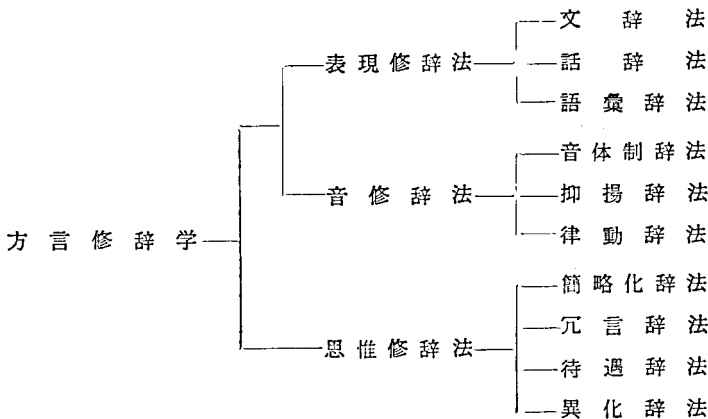 文辞法
表現修辞法
話辞法
語彙辞法
音体制辞法
音修辞法
抑揚辞法
方言修辞学
律動辞法
簡略化辞法
冗言辞法
思惟修辞法
待遇辞法
異化辞法